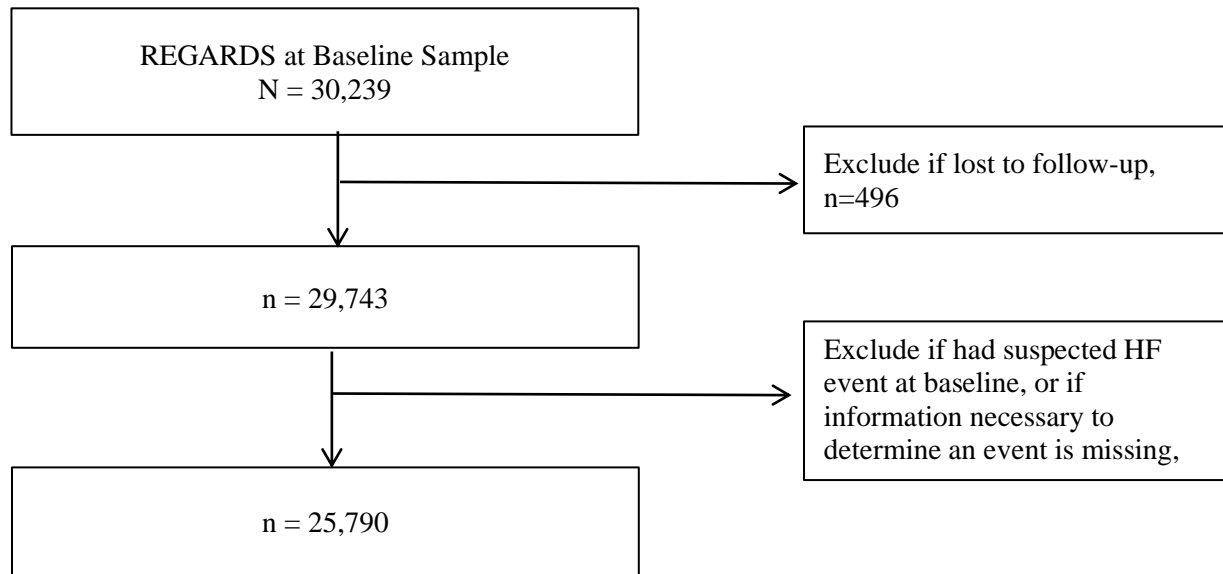 REGARDS at Baseline Sample
N = 30,239
Exclude if lost to follow-up,
n=496
n = 29,743
Exclude if had suspected HF
event at baseline, or if
information necessary to
determine an event is missing,
n = 25,790